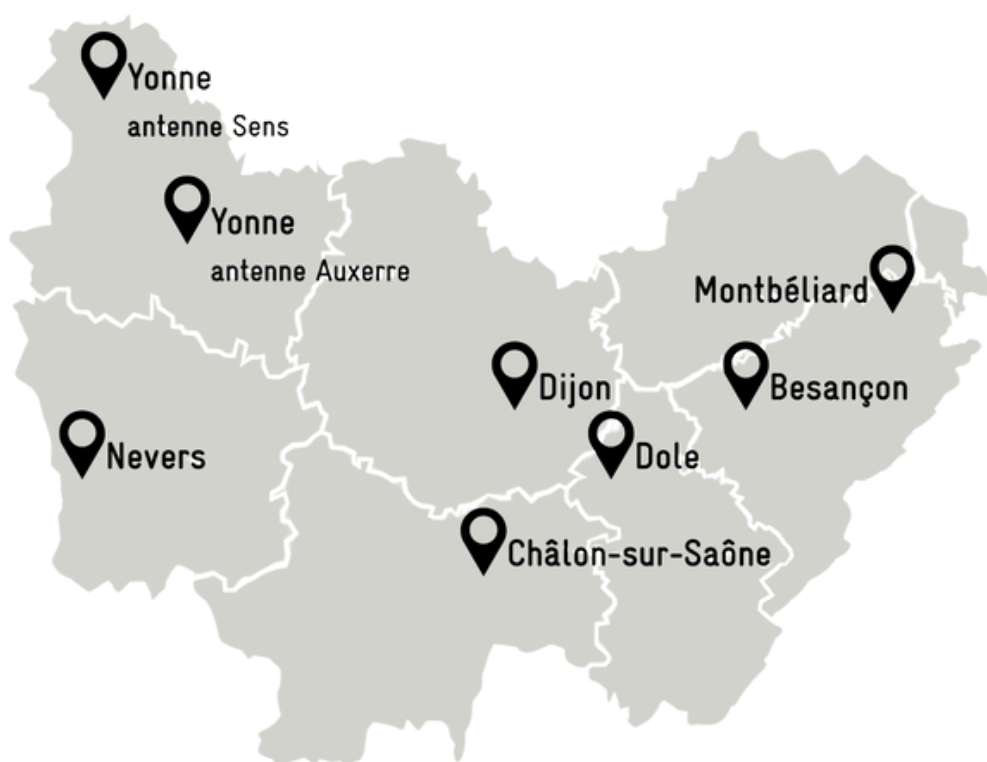 Yonne
antenne Sens
Yonne
antenne Auxerre
Montbéliard
Dijon
Besançon
Nevers
Dole
Châlon-sur-Saône